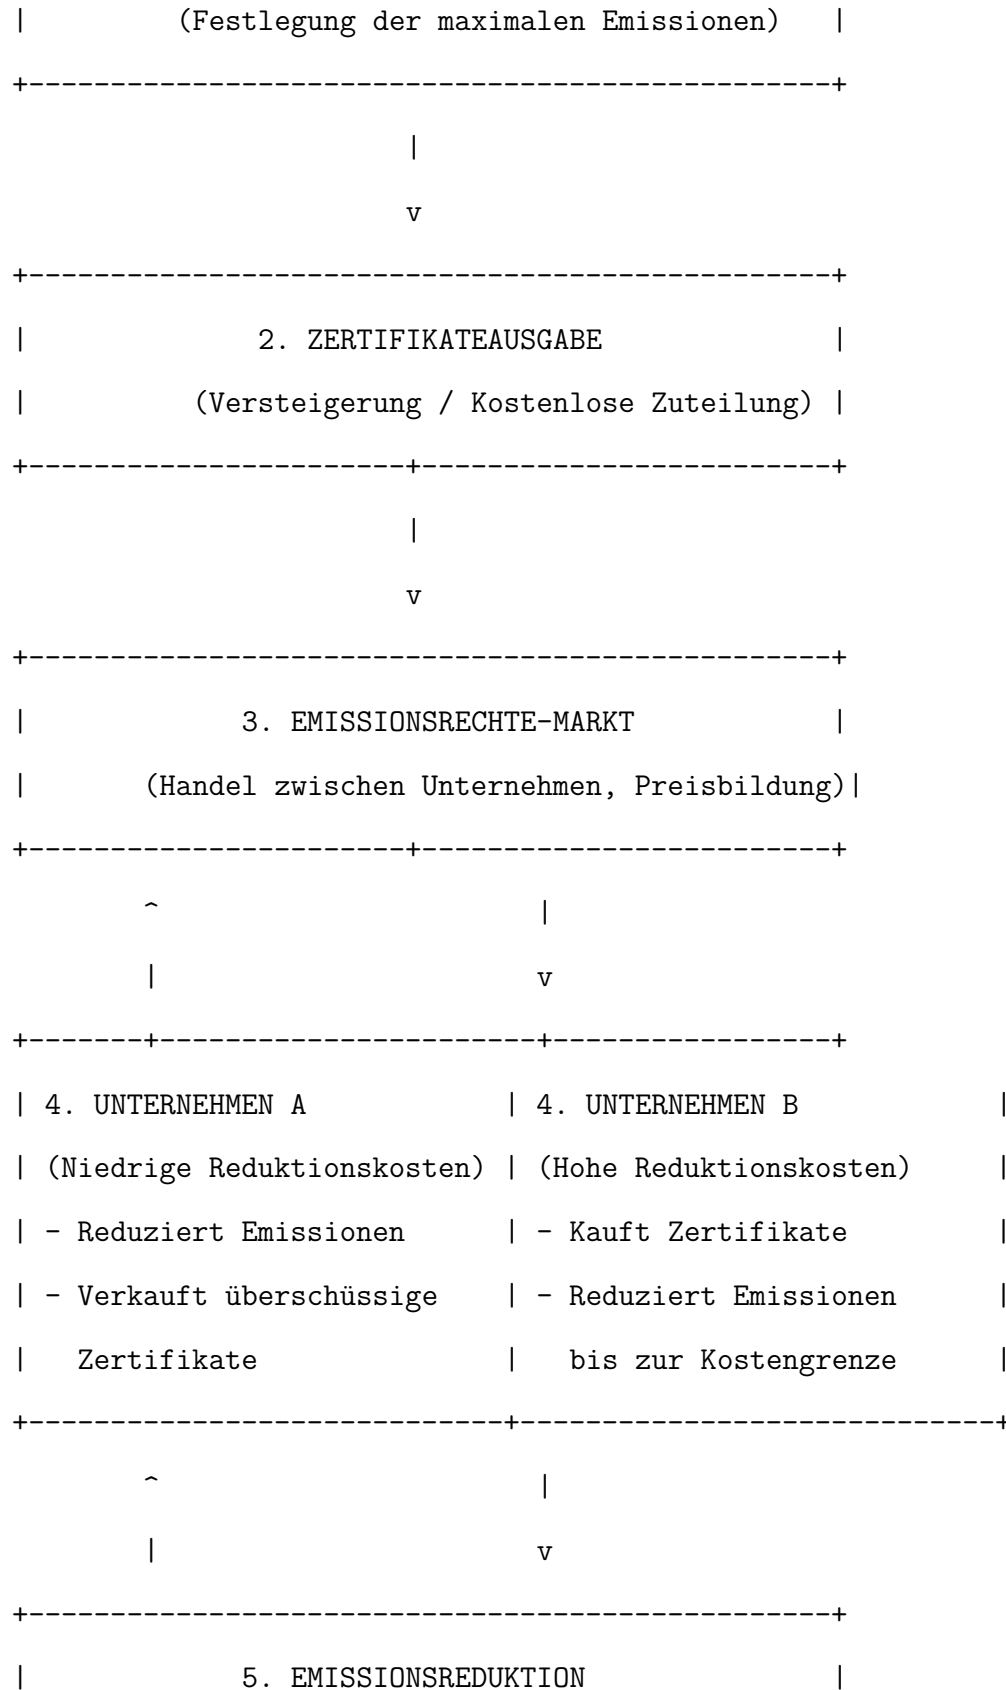 |         (Festlegung der maximalen Emissionen)  |
+-------------------------------------------------+
                        |
                        v
+-------------------------------------------------+
|              2. ZERTIFIKATEAUSGABE              |
|          (Versteigerung / Kostenlose Zuteilung) |
+-----------------------+-------------------------+
                        |
                        v
+-------------------------------------------------+
|             3. EMISSIONSRECHTE-MARKT            |
|       (Handel zwischen Unternehmen, Preisbildung)|
+-----------------------+-------------------------+
        ^                       |
        |                       v
+-------+-----------------------+-----------------+
| 4. UNTERNEHMEN A            | 4. UNTERNEHMEN B            |
| (Niedrige Reduktionskosten) | (Hohe Reduktionskosten)     |
| - Reduziert Emissionen      | - Kauft Zertifikate         |
| - Verkauft überschüssige    | - Reduziert Emissionen      |
|   Zertifikate               |   bis zur Kostengrenze      |
+-----------------------------+-----------------------------+
        ^                       |
        |                       v
+-------------------------------------------------+
|             5. EMISSIONSREDUKTION               |